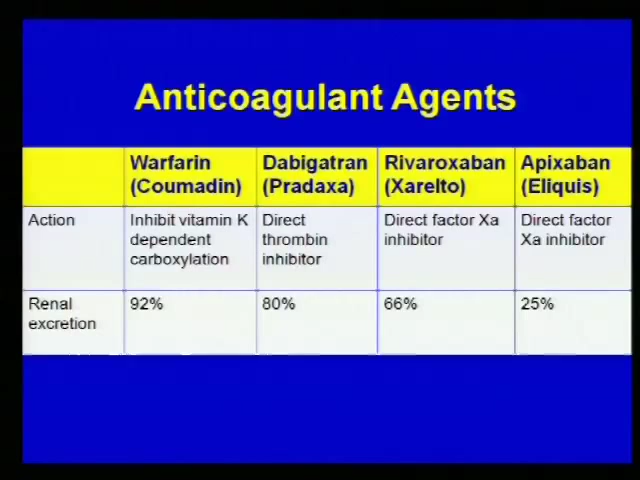 Anticoagulant Agents
Warfarin (Coumadin) Dabigatran (Pradaxa) Rivaroxaban (Xarelto) Apixaban (Eliquis)
Action Inhibit vitamin K dependent carboxylation Direct thrombin inhibitor Direct factor Xa inhibitor Direct factor Xa inhibitor
Renal excretion 92% 80% 66% 25%